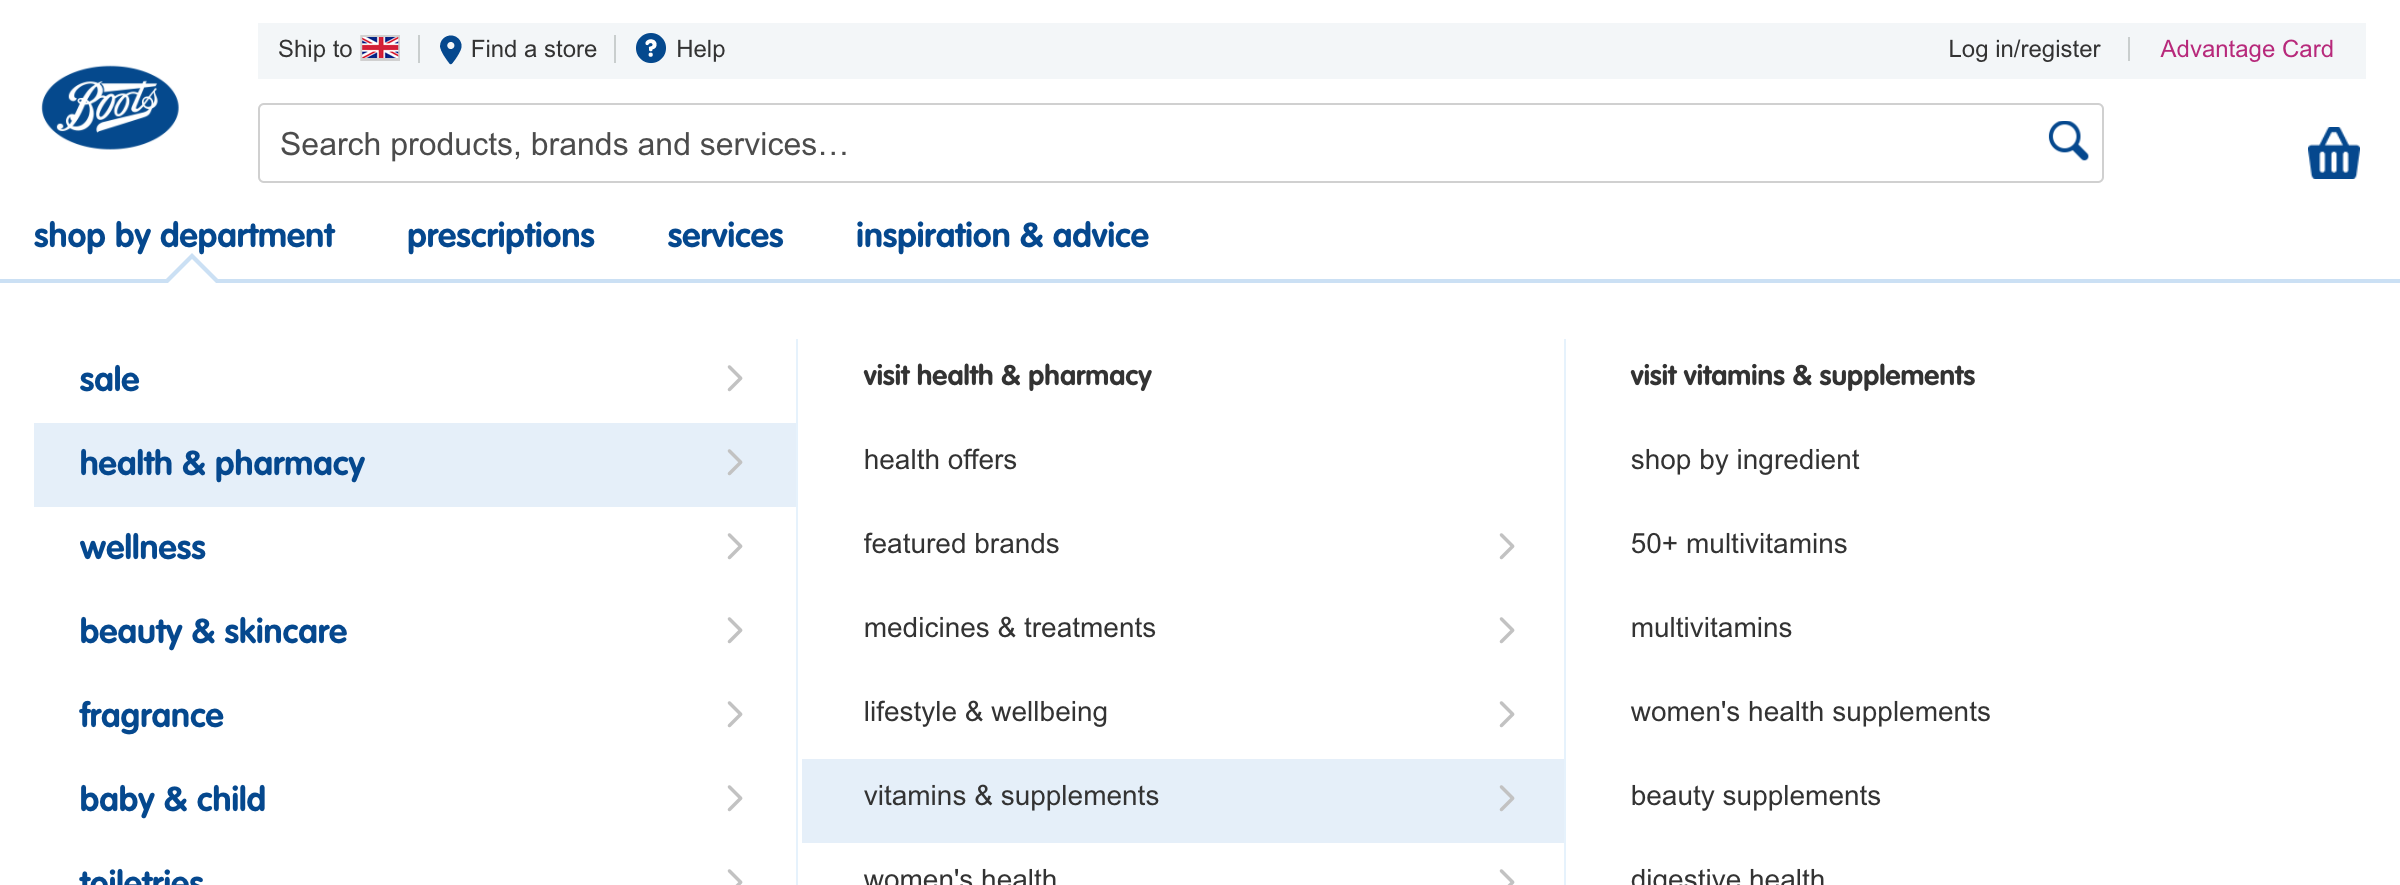 Ship to
Find a store
? Help
Log in/register
Advantage Card
Boots
Search products, brands and services…
shop by department
prescriptions
services
inspiration & advice
sale
health & pharmacy
wellness
beauty & skincare
fragrance
baby & child
toiletries
visit health & pharmacy
health offers
featured brands
medicines & treatments
lifestyle & wellbeing
vitamins & supplements
women's health
visit vitamins & supplements
shop by ingredient
50+ multivitamins
multivitamins
women's health supplements
beauty supplements
digestive health